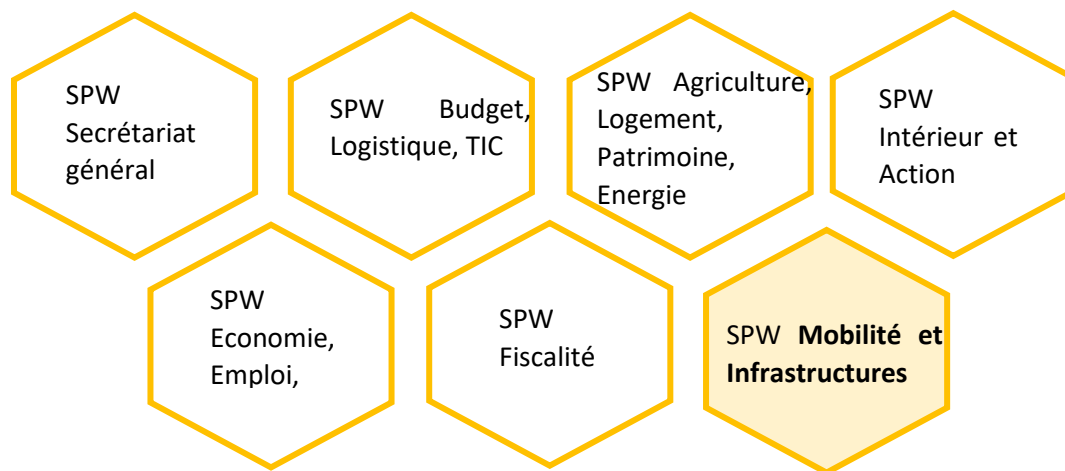 SPW
Secrétariat
général
SPW Budget,
Logistique, TIC
SPW Agriculture,
Logement,
Patrimoine,
Energie
SPW
Intérieur et
Action
SPW
Economie,
Emploi,
SPW
Fiscalité
SPW Mobilité et
Infrastructures